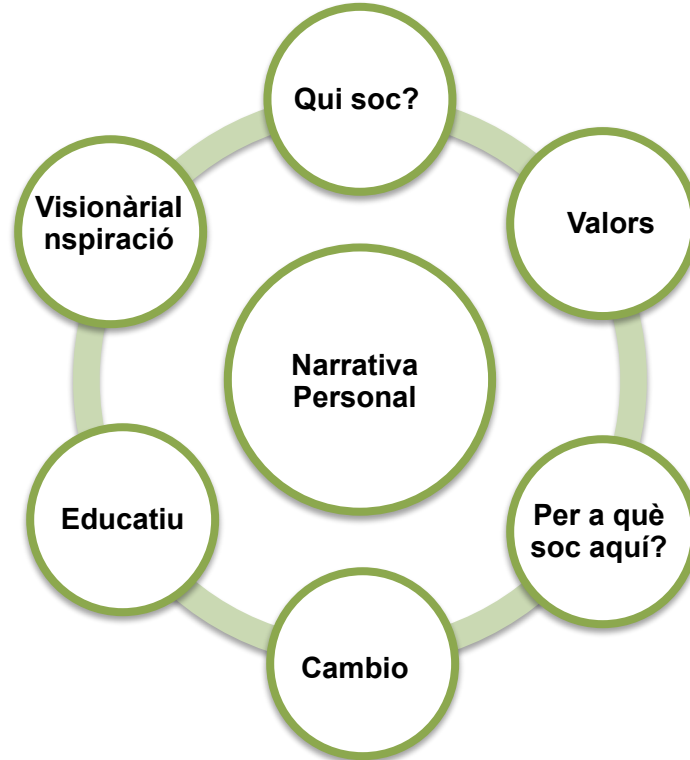 Qui soc?
Valors
Per a què
soc aquí?
Cambio
Educatiu
Visionàrial
nspiració
Narrativa
Personal